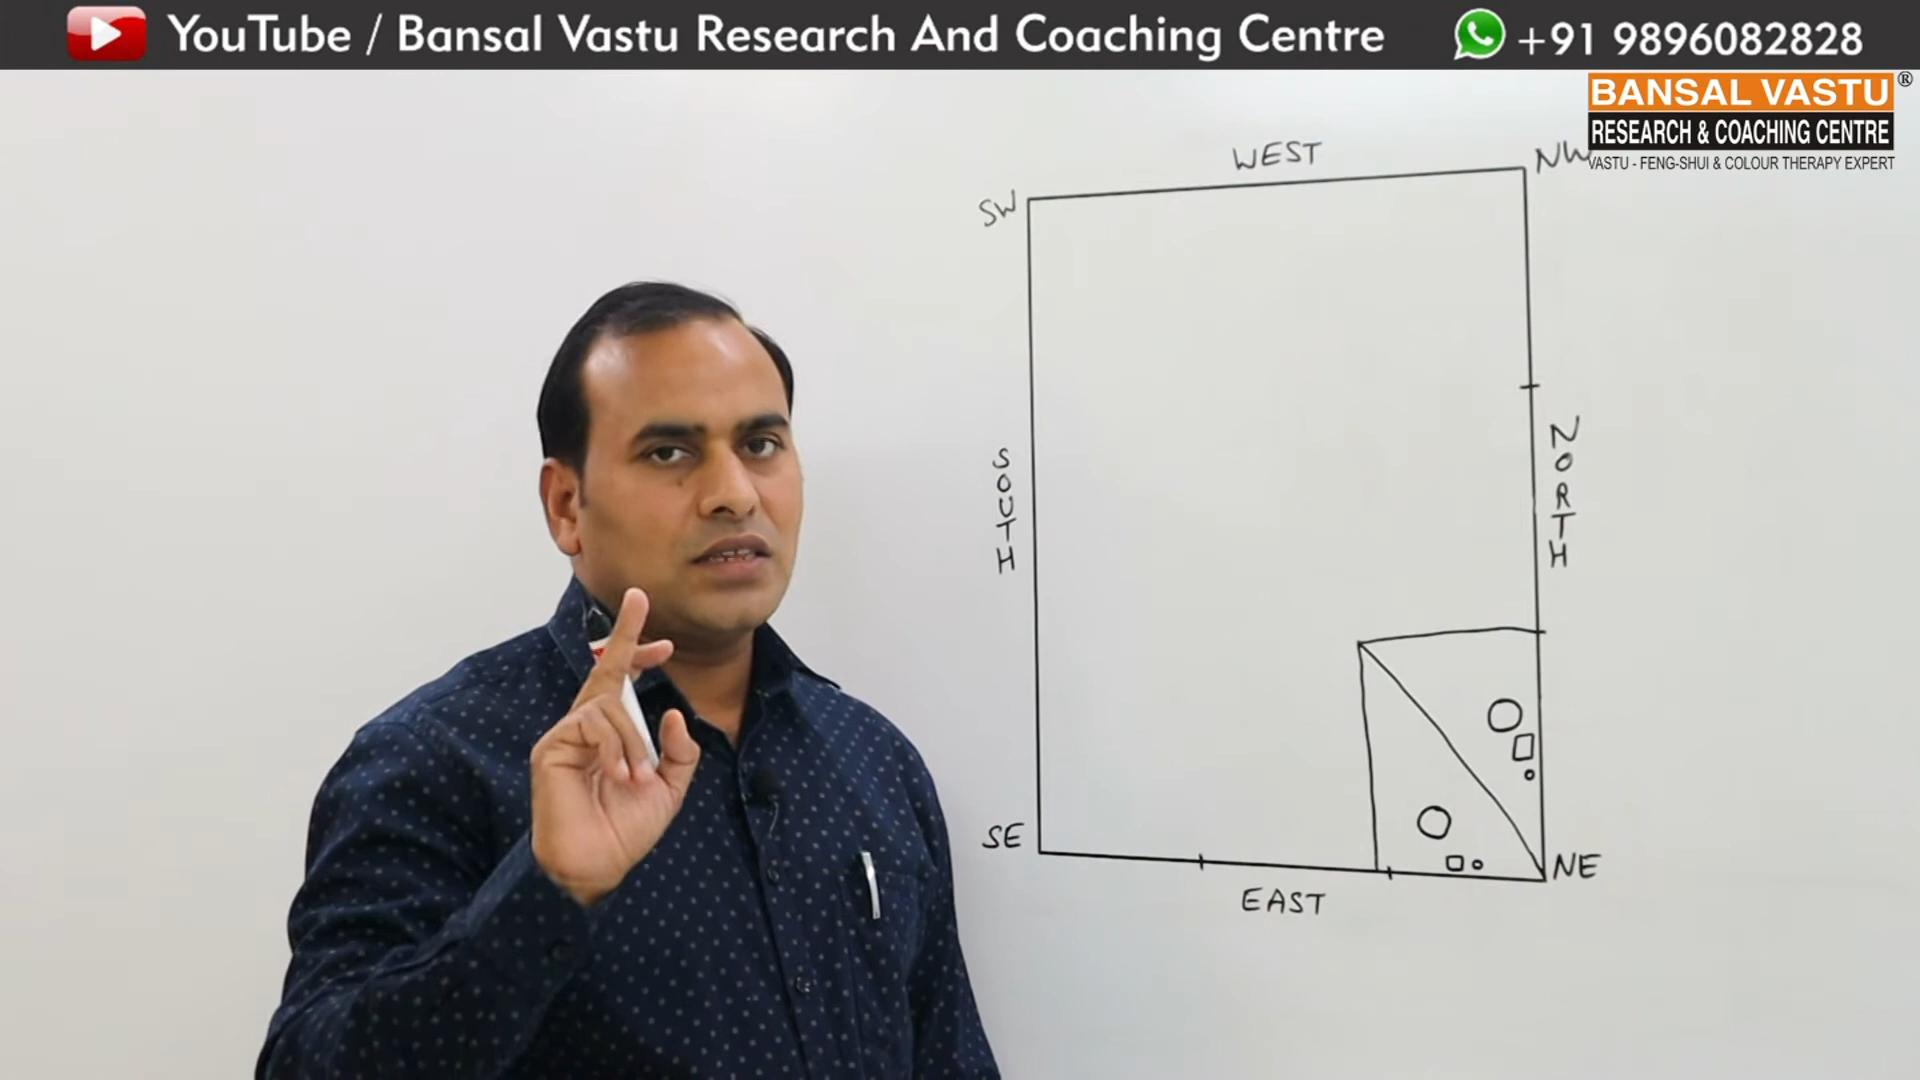 YouTube / Bansal Vastu Research And Coaching Centre
+91 9896082828
BANSAL VASTU ®
RESEARCH & COACHING CENTRE
VASTU - FENG-SHUI & COLOUR THERAPY EXPERT
WEST
NW
SW
SOUTH
NORTH
SE
NE
EAST